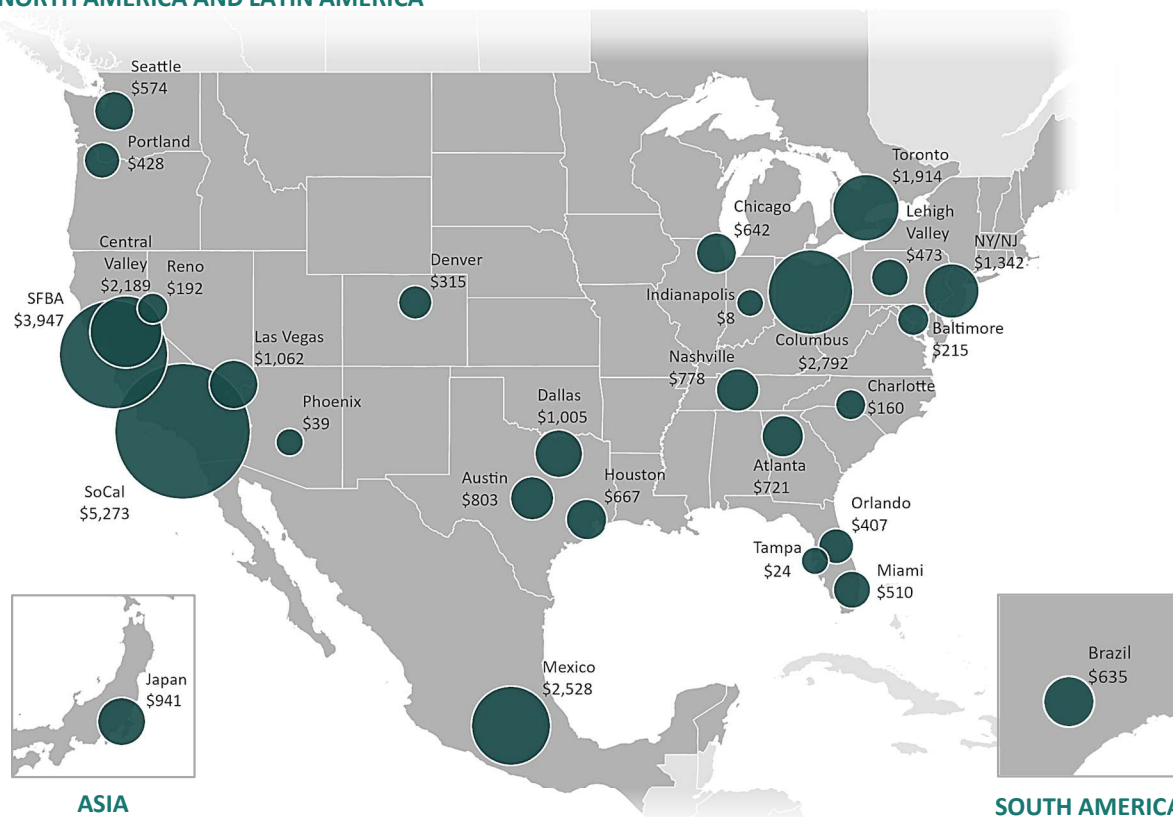 NORTH AMERICA AND LATIN AMERICA
Seattle
$574
Portland
$428
Toronto
$1,914
Chicago
$642
Lehigh
Valley
$473
NY/NJ
$1,342
Central
Valley
$2,189
Reno
$192
Denver
$315
SFBA
$3,947
Indianapolis
$8
Columbus
$2,792
Baltimore
$215
Las Vegas
$1,062
Nashville
$778
Charlotte
$160
Phoenix
$39
Dallas
$1,005
Atlanta
$721
Austin
$803
Houston
$667
SoCal
$5,273
Orlando
$407
Tampa
$24
Miami
$510
Mexico
$2,528
Japan
$941
Brazil
$635
ASIA
SOUTH AMERICA